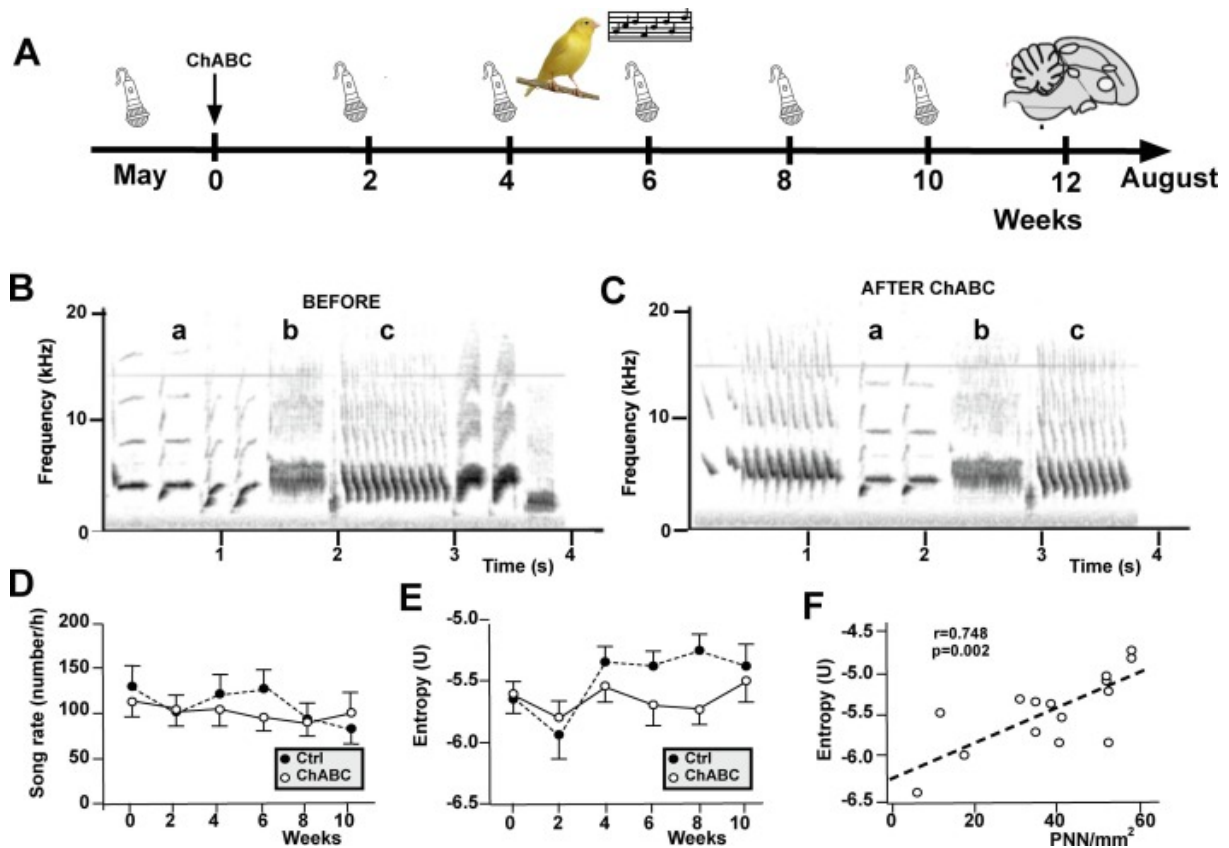 A
ChABC
May
0
2
4
6
8
10
12
August
Weeks
B
BEFORE
20
10
0
Frequency (kHz)
a
b
c
1
2
3
4
Time (s)
C
AFTER ChABC
20
10
0
Frequency (kHz)
a
b
c
1
2
3
4
Time (s)
D
Song rate (number/h)
200
150
100
50
0
Ctrl
ChABC
0 2 4 6 8 10
Weeks
E
Entropy (U)
-5.0
-5.5
-6.0
-6.5
Ctrl
ChABC
0 2 4 6 8 10
Weeks
F
Entropy (U)
-4.5
-5.0
-5.5
-6.0
-6.5
r=0.748
p=0.002
0 20 40 60
PNN/mm²